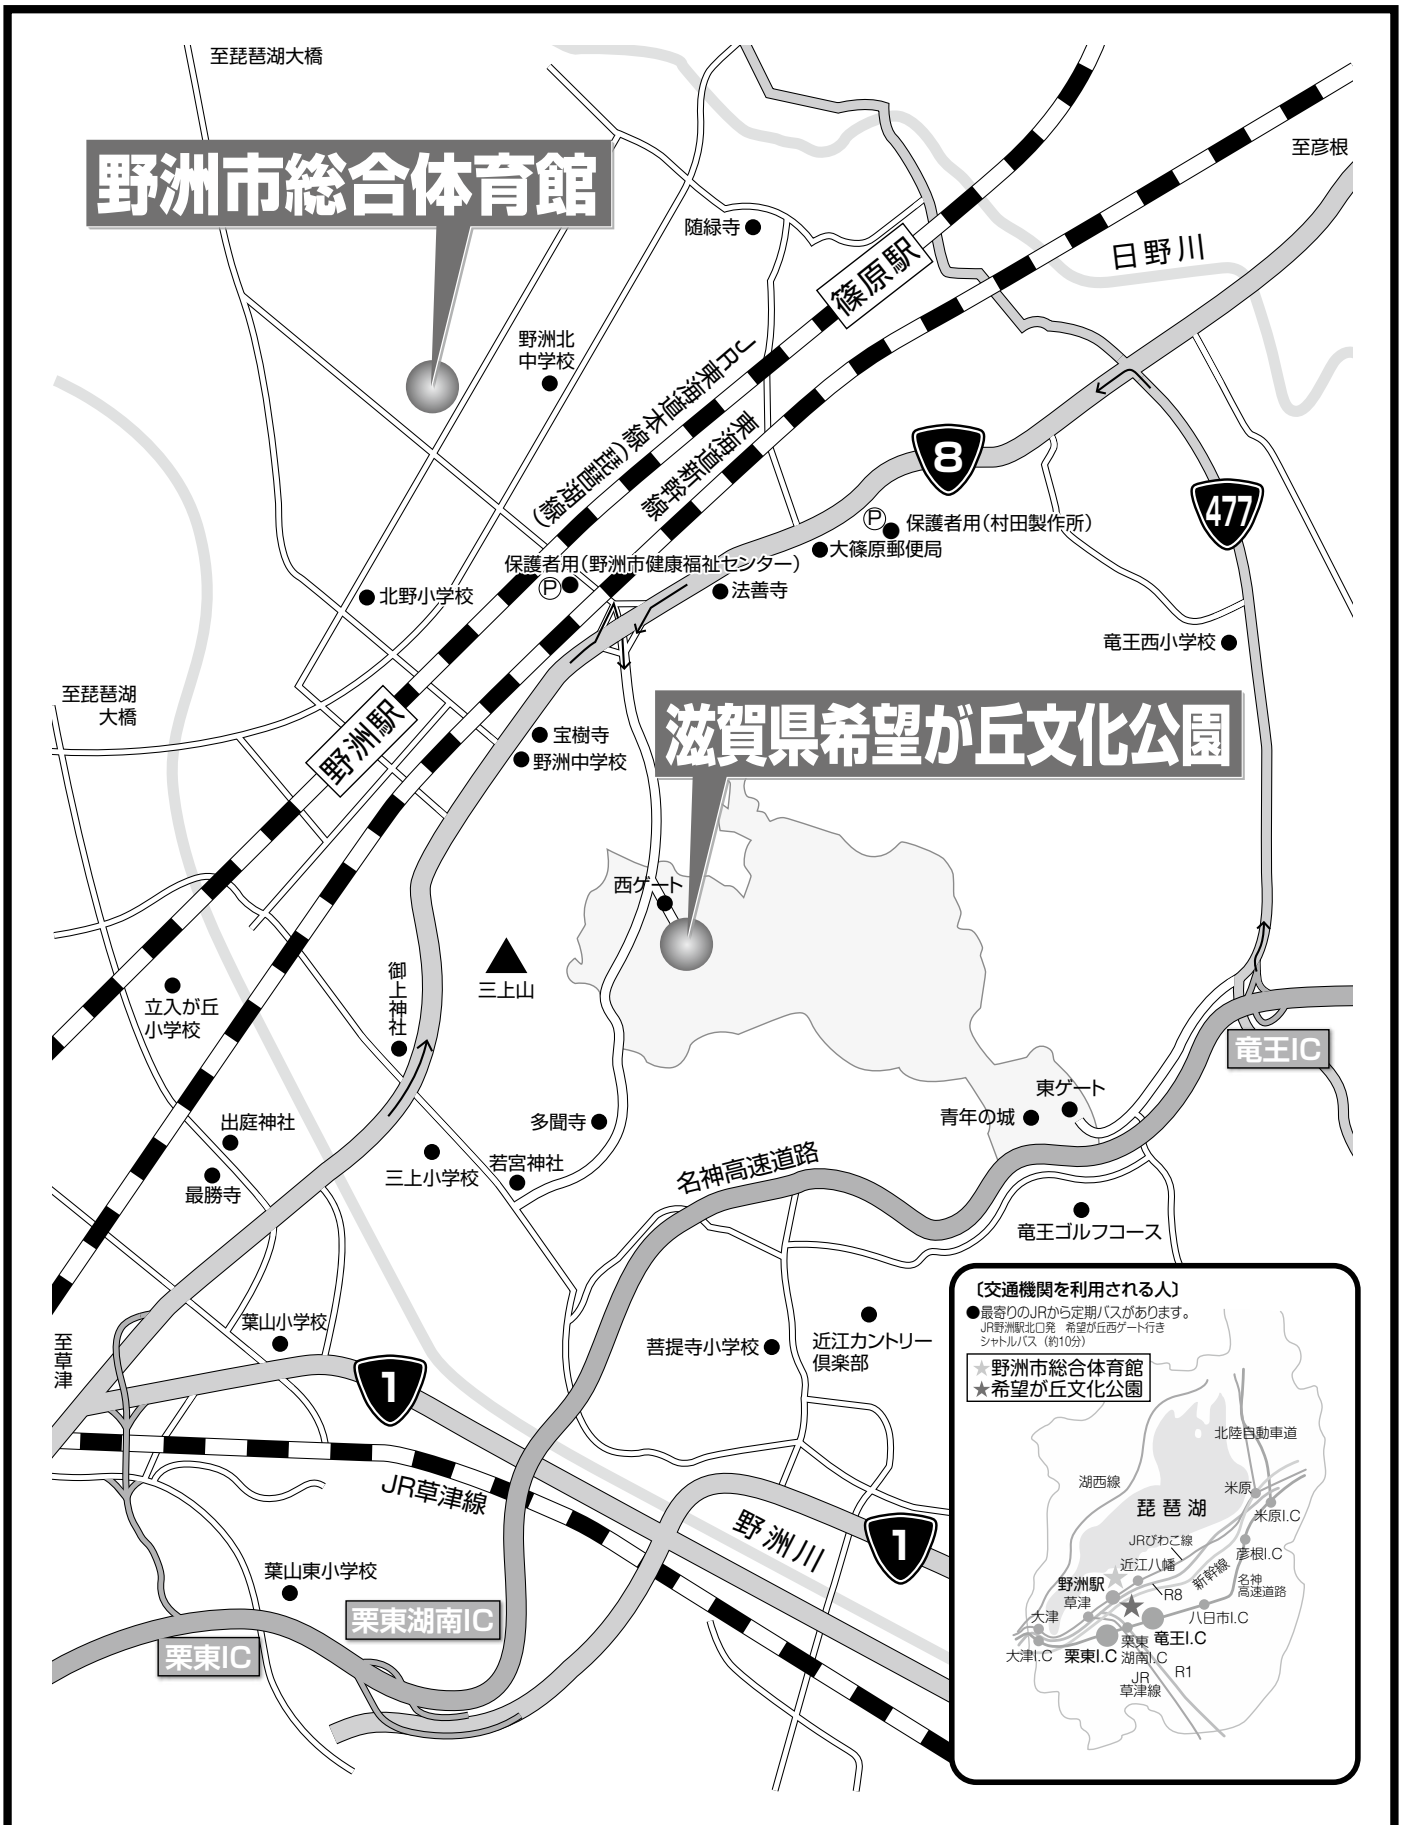 至琵琶湖大橋
野洲市総合体育館
至彦根
随緑寺
篠原駅
日野川
野洲北
中学校
JR東海道本線(琵琶湖線)
東海道新幹線
8
477
P
保護者用(村田製作所)
大篠原郵便局
保護者用(野洲市健康福祉センター)
P
北野小学校
法善寺
竜王西小学校
至琵琶湖
大橋
野洲駅
宝樹寺
野洲中学校
滋賀県希望が丘文化公園
西ゲート
三上山
御上神社
立入が丘
小学校
竜王IC
東ゲート
青年の城
出庭神社
多聞寺
最勝寺
三上小学校
若宮神社
名神高速道路
竜王ゴルフコース
至草津
葉山小学校
1
菩提寺小学校
近江カントリー
倶楽部
JR草津線
野洲川
1
葉山東小学校
栗東湖南IC
栗東IC
〔交通機関を利用される人〕
●最寄りのJRから定期バスがあります。
JR野洲駅北口発 希望が丘西ゲート行き
シャトルバス(約10分)
★野洲市総合体育館
★希望が丘文化公園
北陸自動車道
湖西線
米原
琵琶湖
米原I.C
JRびわこ線
彦根I.C
近江八幡
新幹線
名神
高速道路
野洲駅
R8
草津
八日市I.C
大津
竜王I.C
大津I.C
栗東I.C
栗東
湖南I.C
R1
JR
草津線